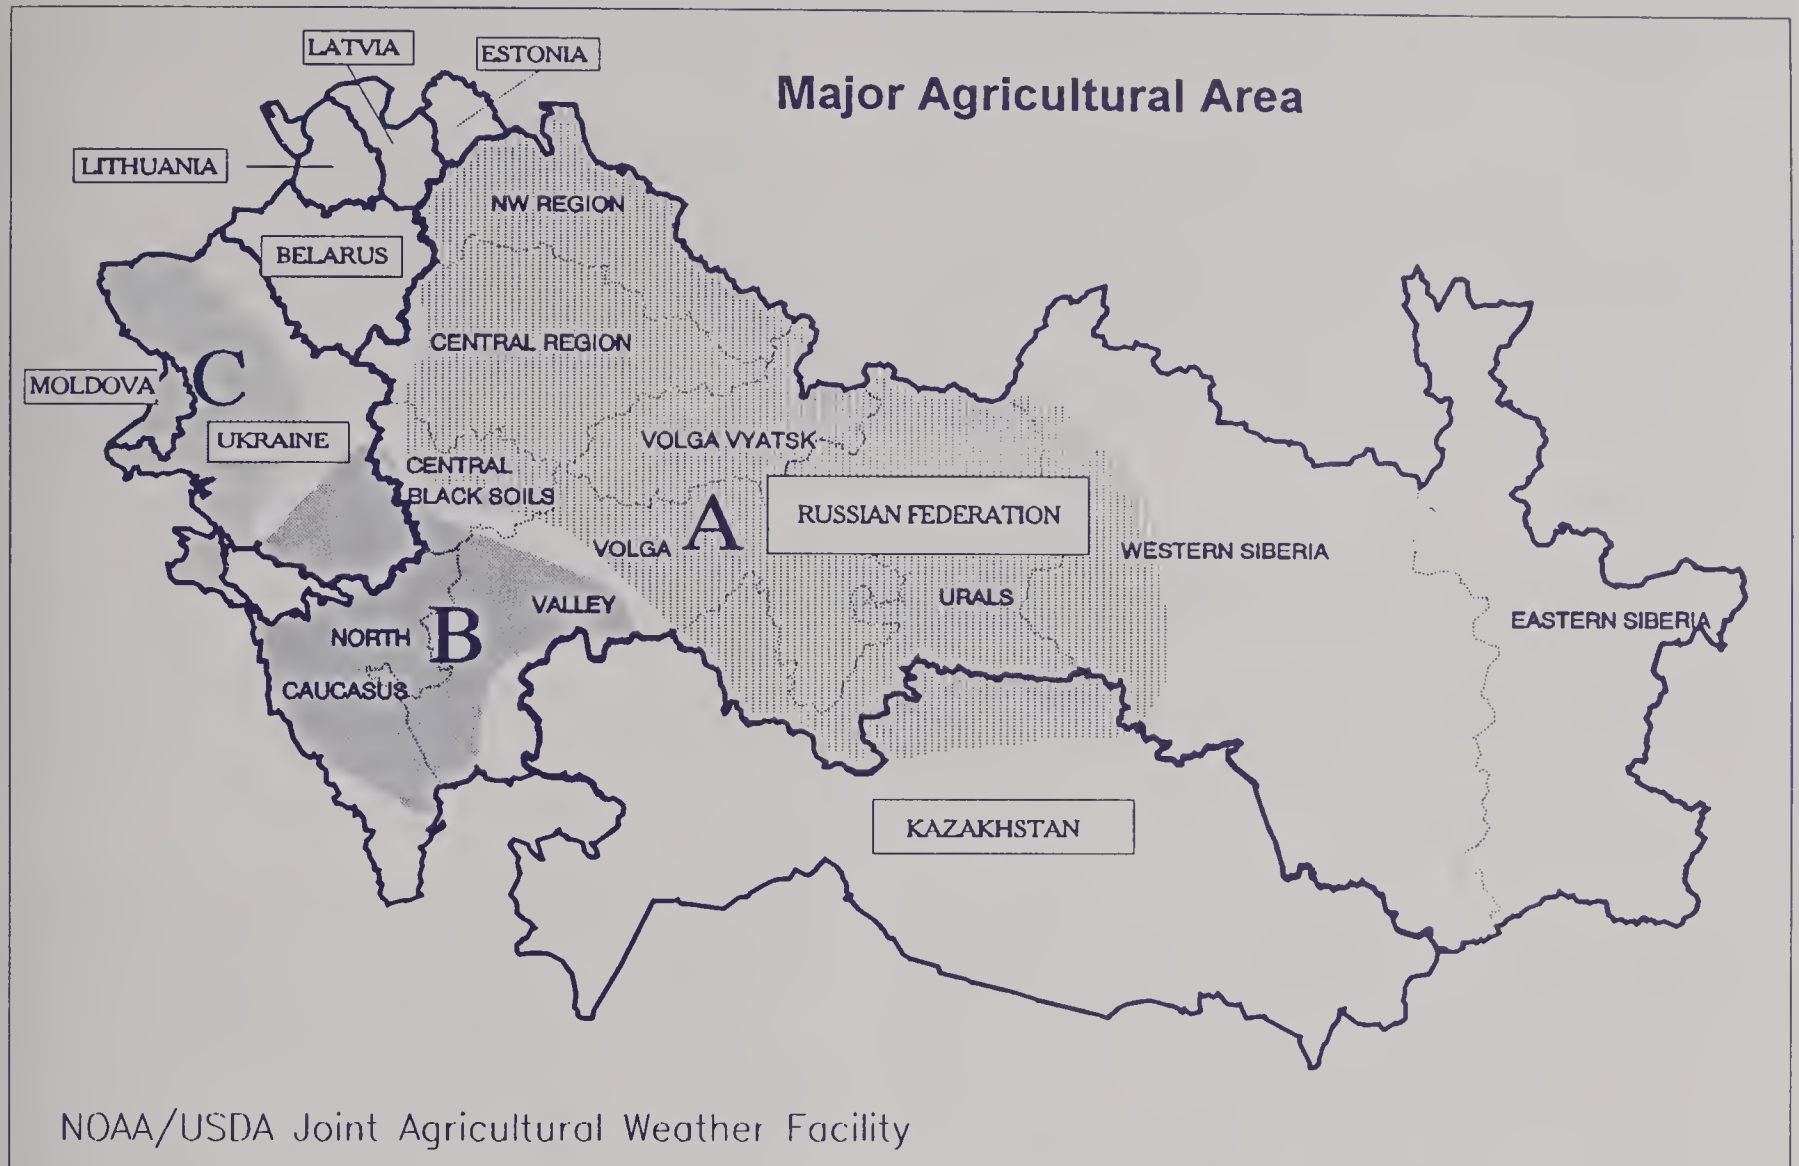 LATVIA
ESTONIA
Major Agricultural Area
LITHUANIA
NW REGION
BELARUS
CENTRAL REGION
C
MOLDOVA
UKRAINE
VOLGA VYATSK
CENTRAL
BLACK SOILS
A
RUSSIAN FEDERATION
VOLGA
WESTERN SIBERIA
VALLEY
URALS
EASTERN SIBERIA
NORTH
B
CAUCASUS
KAZAKHSTAN
NOAA/USDA Joint Agricultural Weather Facility